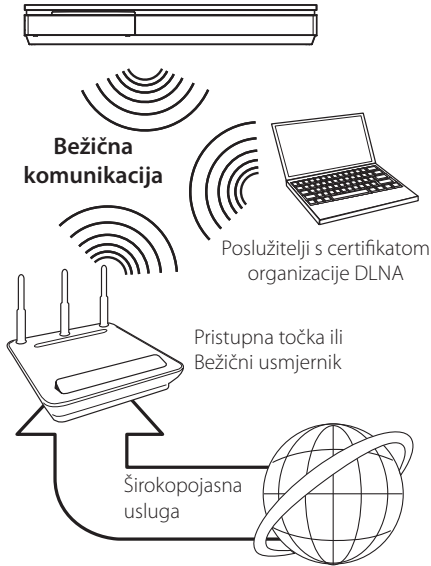 Bežična
komunikacija
Poslužitelji s certifikatom
organizacije DLNA
Pristupna točka ili
Bežični usmjernik
Širokopojasna
usluga